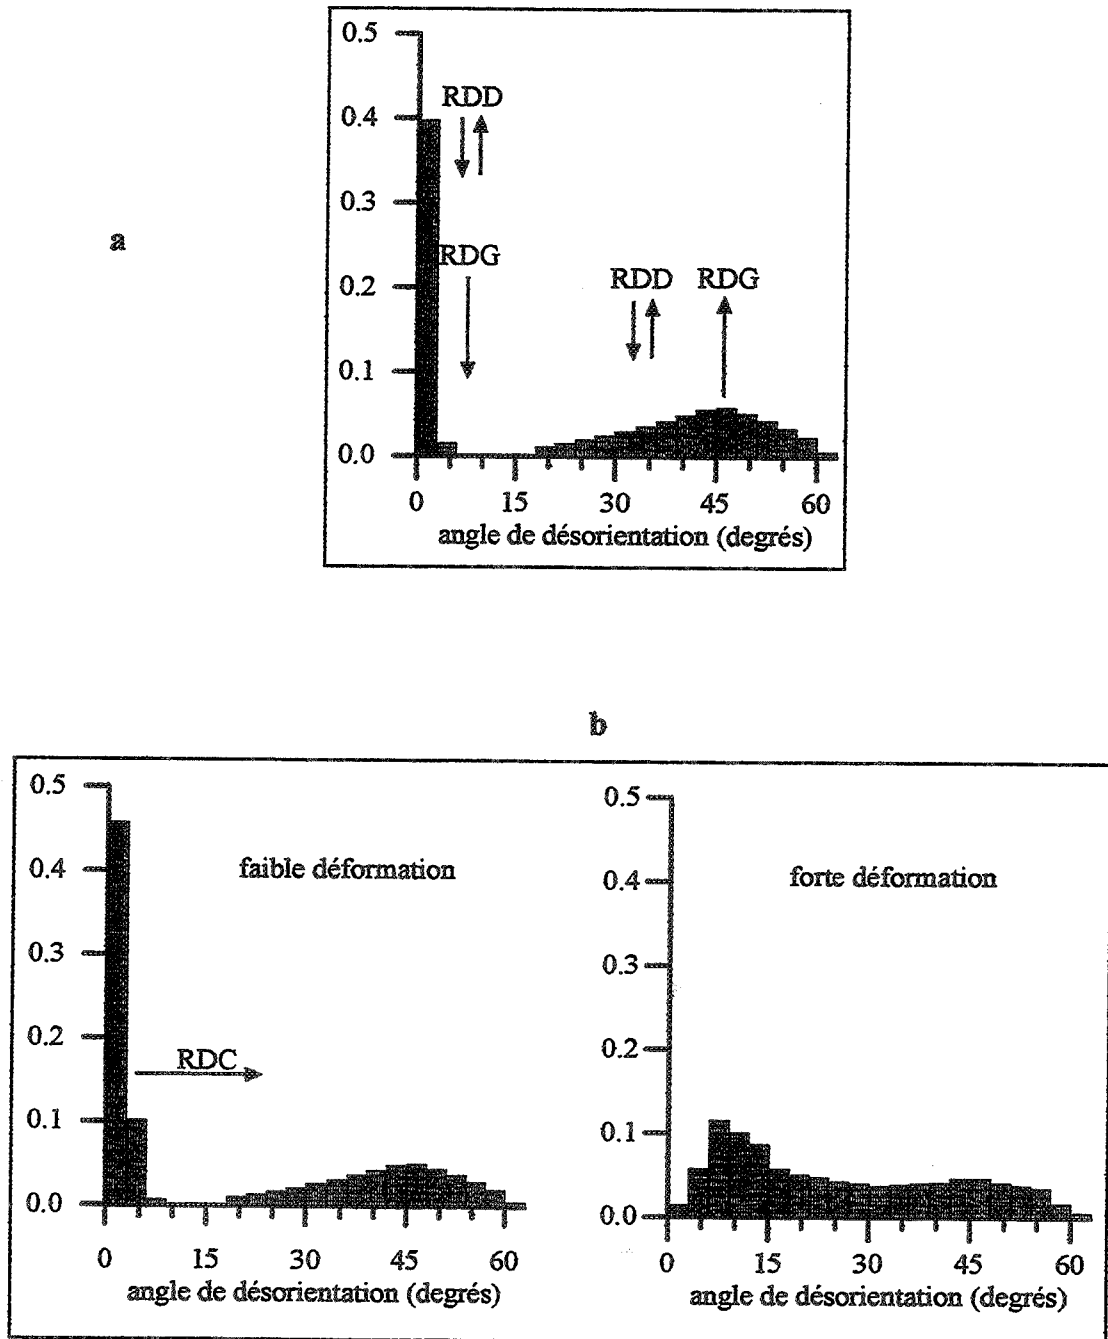 a
0.5
0.4
0.3
0.2
0.1
0.0
RDD
RDG
RDD RDG
0 15 30 45 60
angle de désorientation (degrés)
b
0.5
0.4
0.3
0.2
0.1
0.0
faible déformation
RDC
0 15 30 45 60
angle de désorientation (degrés)
0.5
0.4
0.3
0.2
0.1
0.0
forte déformation
0 15 30 45 60
angle de désorientation (degrés)